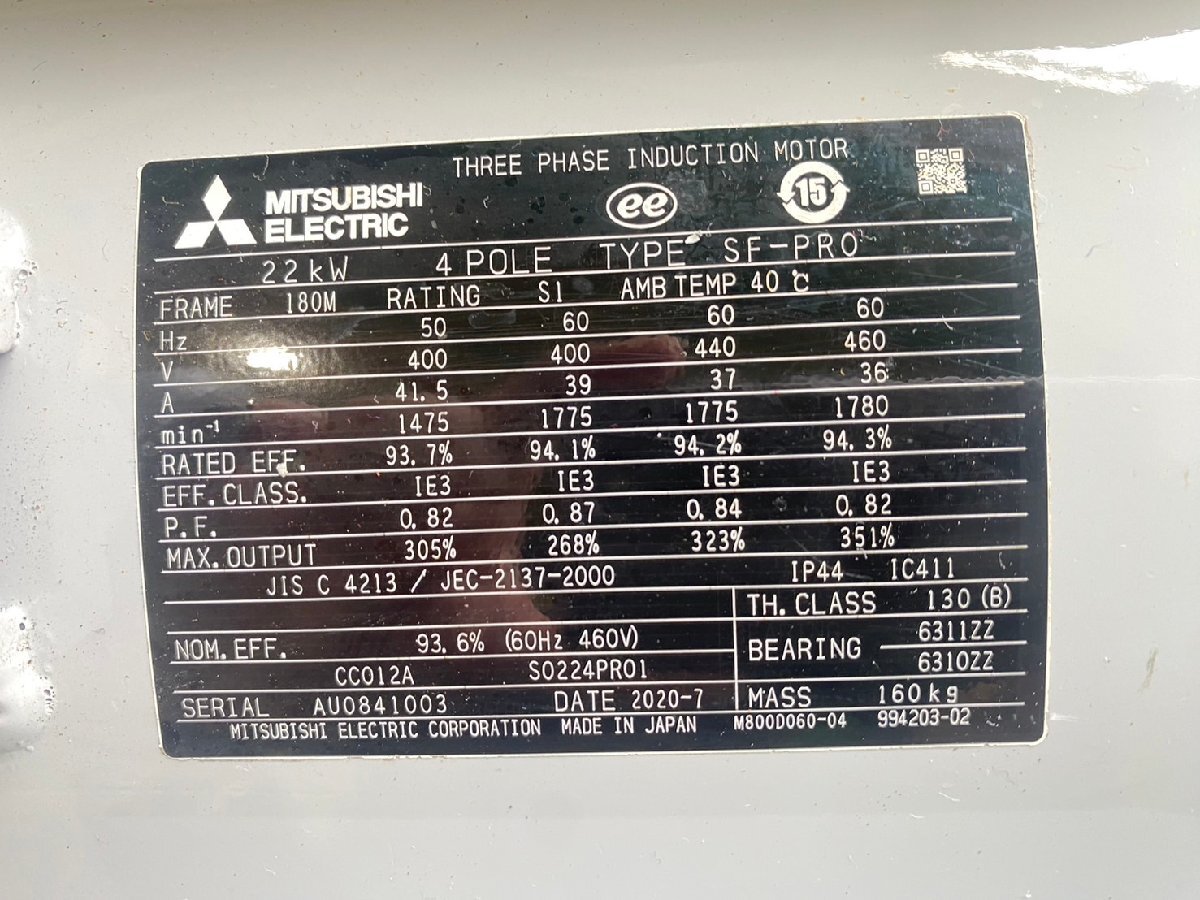 THREE PHASE INDUCTION MOTOR
MITSUBISHI
ELECTRIC
ee
15
22kW 4 POLE TYPE SF-PRO
FRAME 180M RATING S1 AMB TEMP 40 ℃
Hz 50 60 60 60
V 400 400 440 460
A 41.5 39 37 36
min⁻¹ 1475 1775 1775 1780
RATED EFF. 93.7% 94.1% 94.2% 94.3%
EFF. CLASS. IE3 IE3 IE3 IE3
P.F. 0.82 0.87 0.84 0.82
MAX. OUTPUT 305% 268% 323% 351%
JIS C 4213 / JEC-2137-2000 IP44 IC411
TH. CLASS 130 (B)
NOM. EFF. 93.6% (60Hz 460V)
BEARING 6311ZZ
6310ZZ
CC012A S0224PR01
SERIAL AU0841003 DATE 2020-7 MASS 160kg
MITSUBISHI ELECTRIC CORPORATION MADE IN JAPAN M800D060-04 994203-02